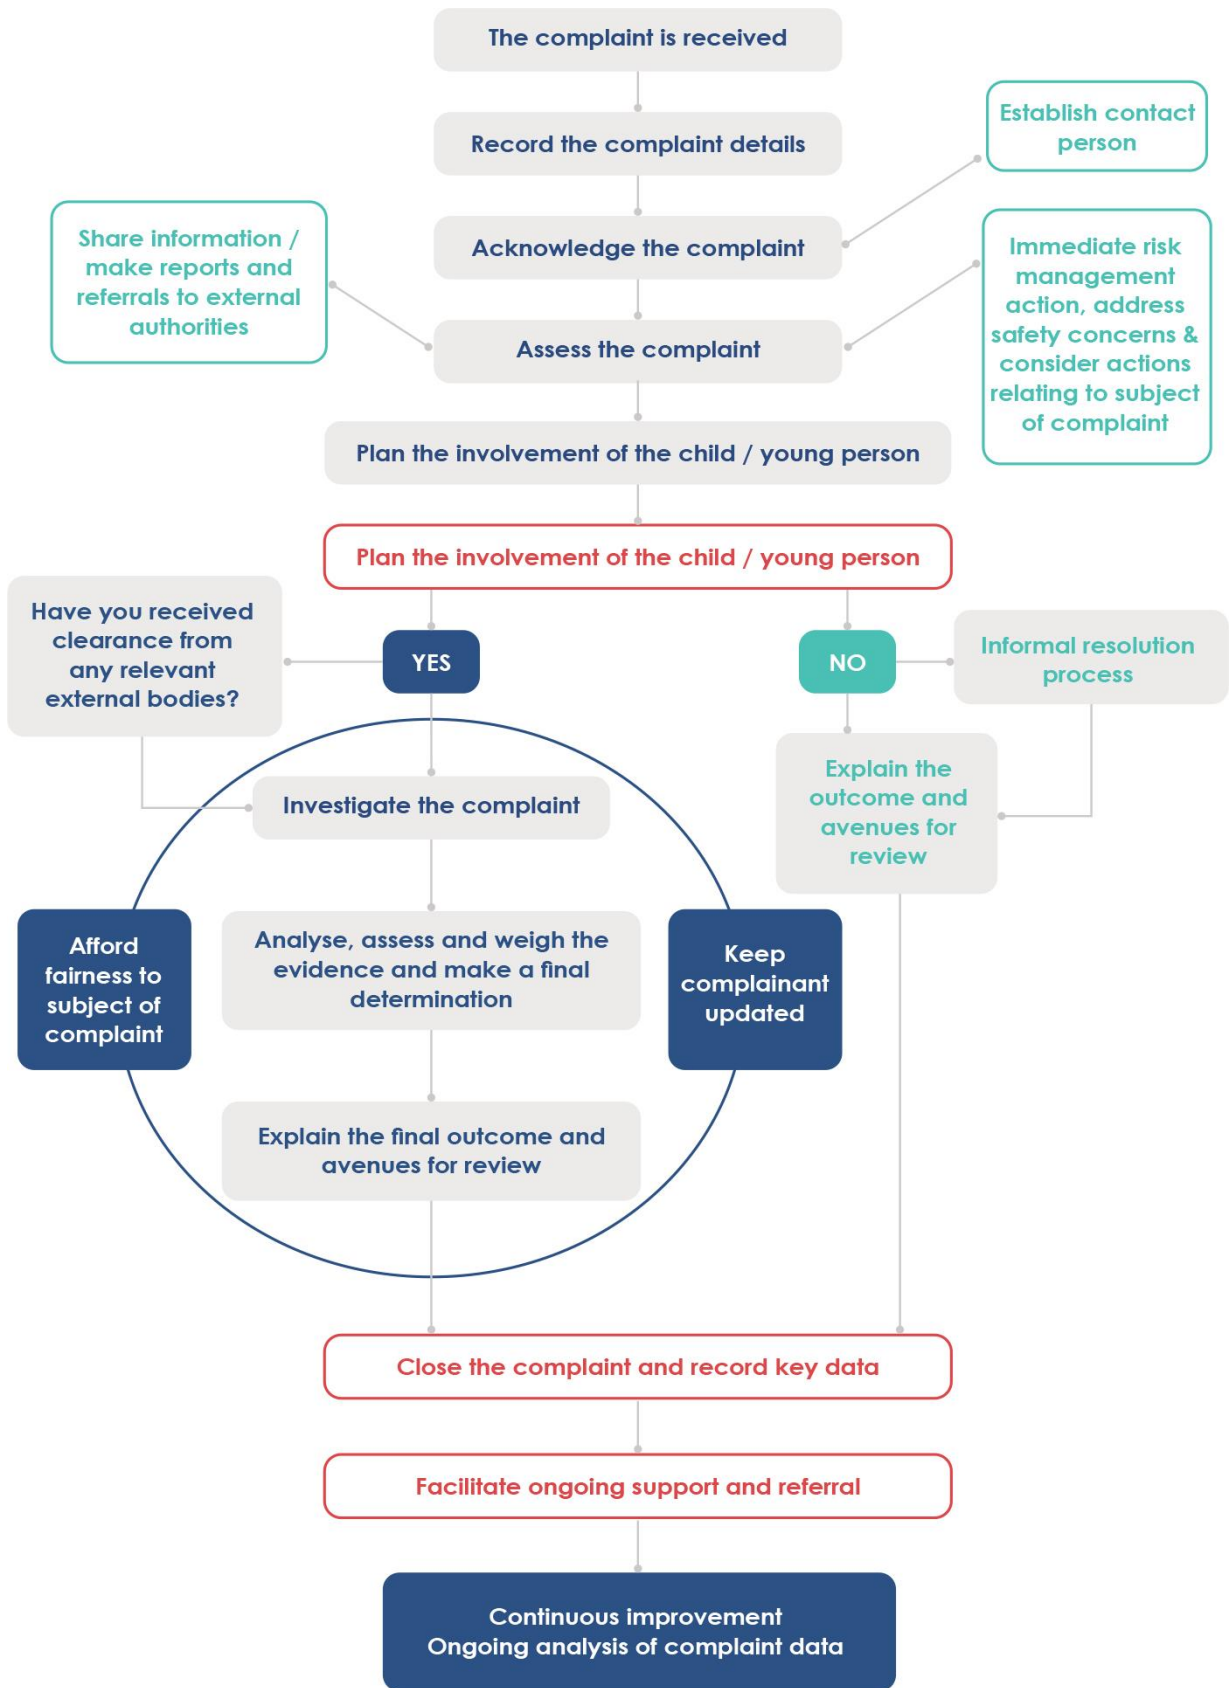 The complaint is received
Record the complaint details
Establish contact
person
Acknowledge the complaint
Share information /
make reports and
referrals to external
authorities
Immediate risk
management
action, address
safety concerns &
consider actions
relating to subject
of complaint
Assess the complaint
Plan the involvement of the child / young person
Plan the involvement of the child / young person
Have you received
clearance from
any relevant
external bodies?
YES
NO
Informal resolution
process
Investigate the complaint
Explain the
outcome and
avenues for
review
Afford
fairness to
subject of
complaint
Analyse, assess and weigh the
evidence and make a final
determination
Keep
complainant
updated
Explain the final outcome and
avenues for review
Close the complaint and record key data
Facilitate ongoing support and referral
Continuous improvement
Ongoing analysis of complaint data